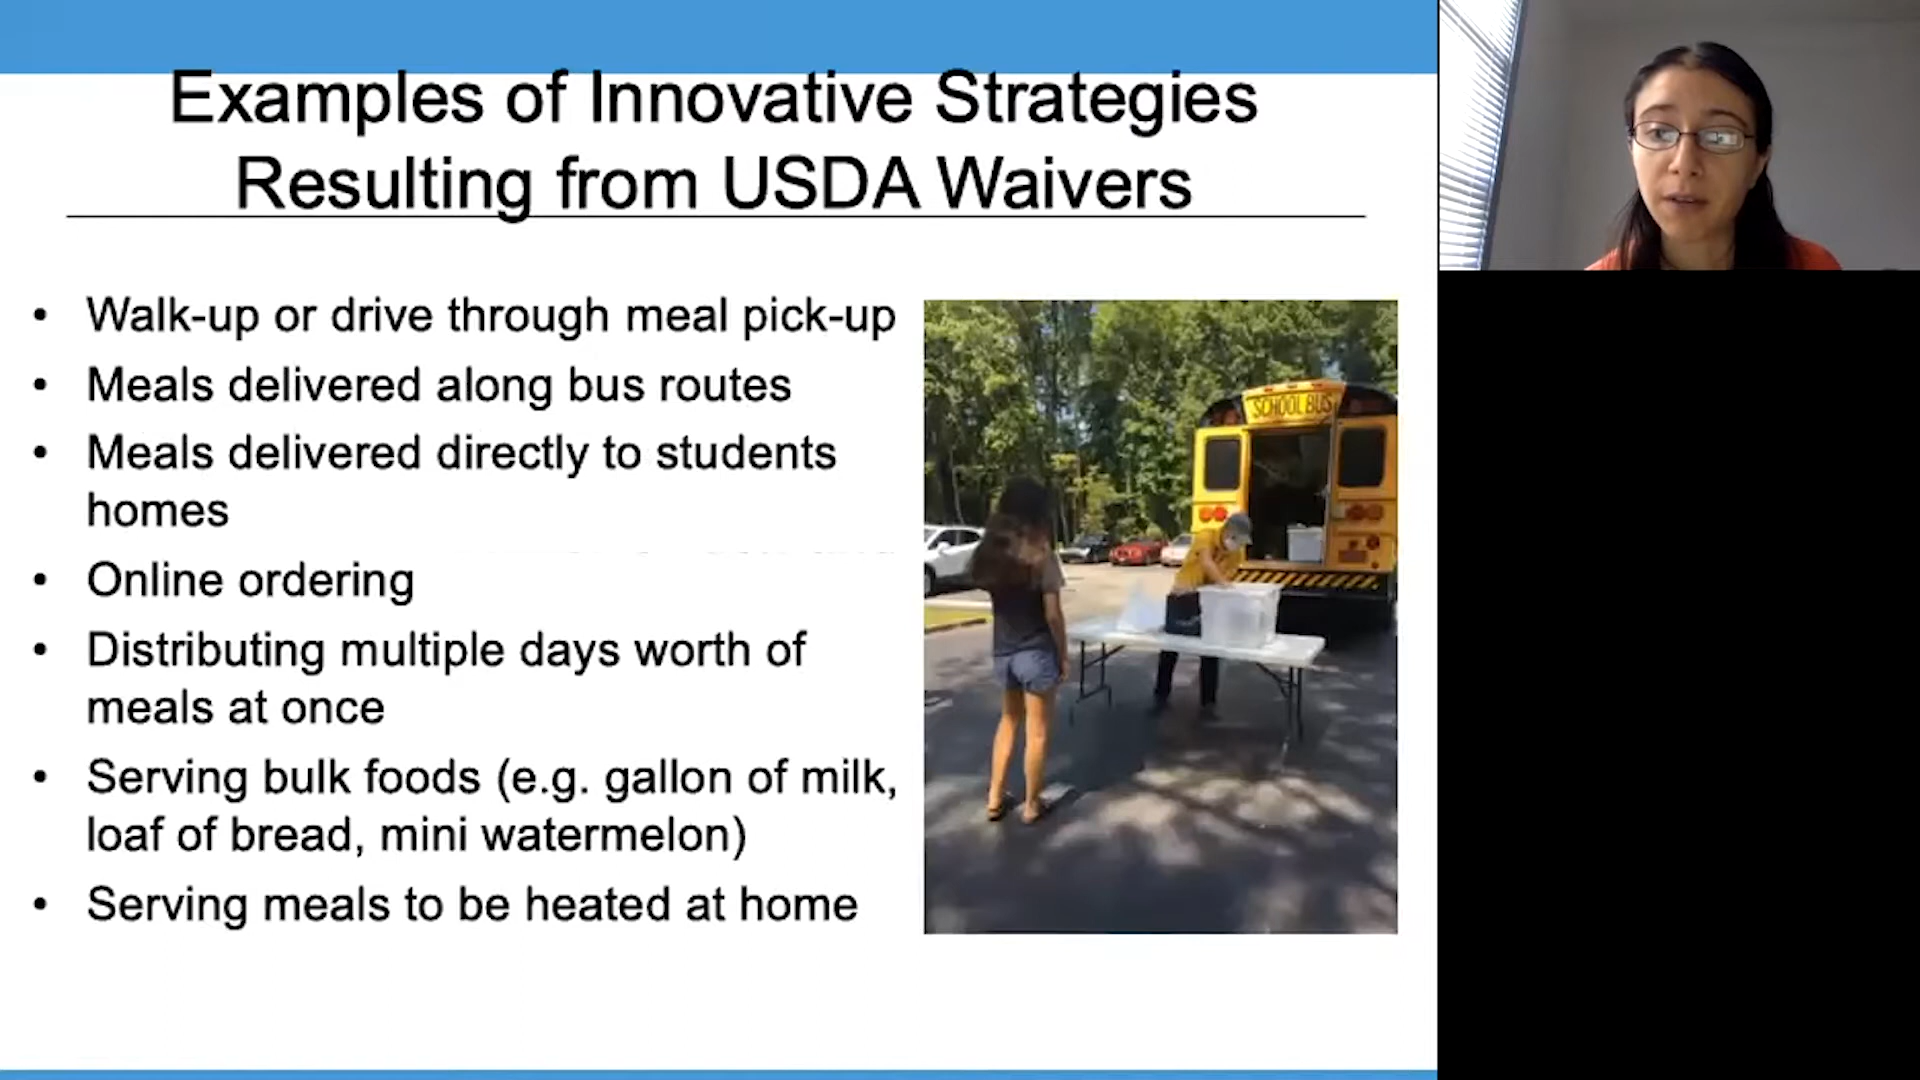 Examples of Innovative Strategies
Resulting from USDA Waivers
• Walk-up or drive through meal pick-up
• Meals delivered along bus routes
• Meals delivered directly to students
homes
• Online ordering
• Distributing multiple days worth of
meals at once
• Serving bulk foods (e.g. gallon of milk,
loaf of bread, mini watermelon)
• Serving meals to be heated at home
SCHOOL BUS